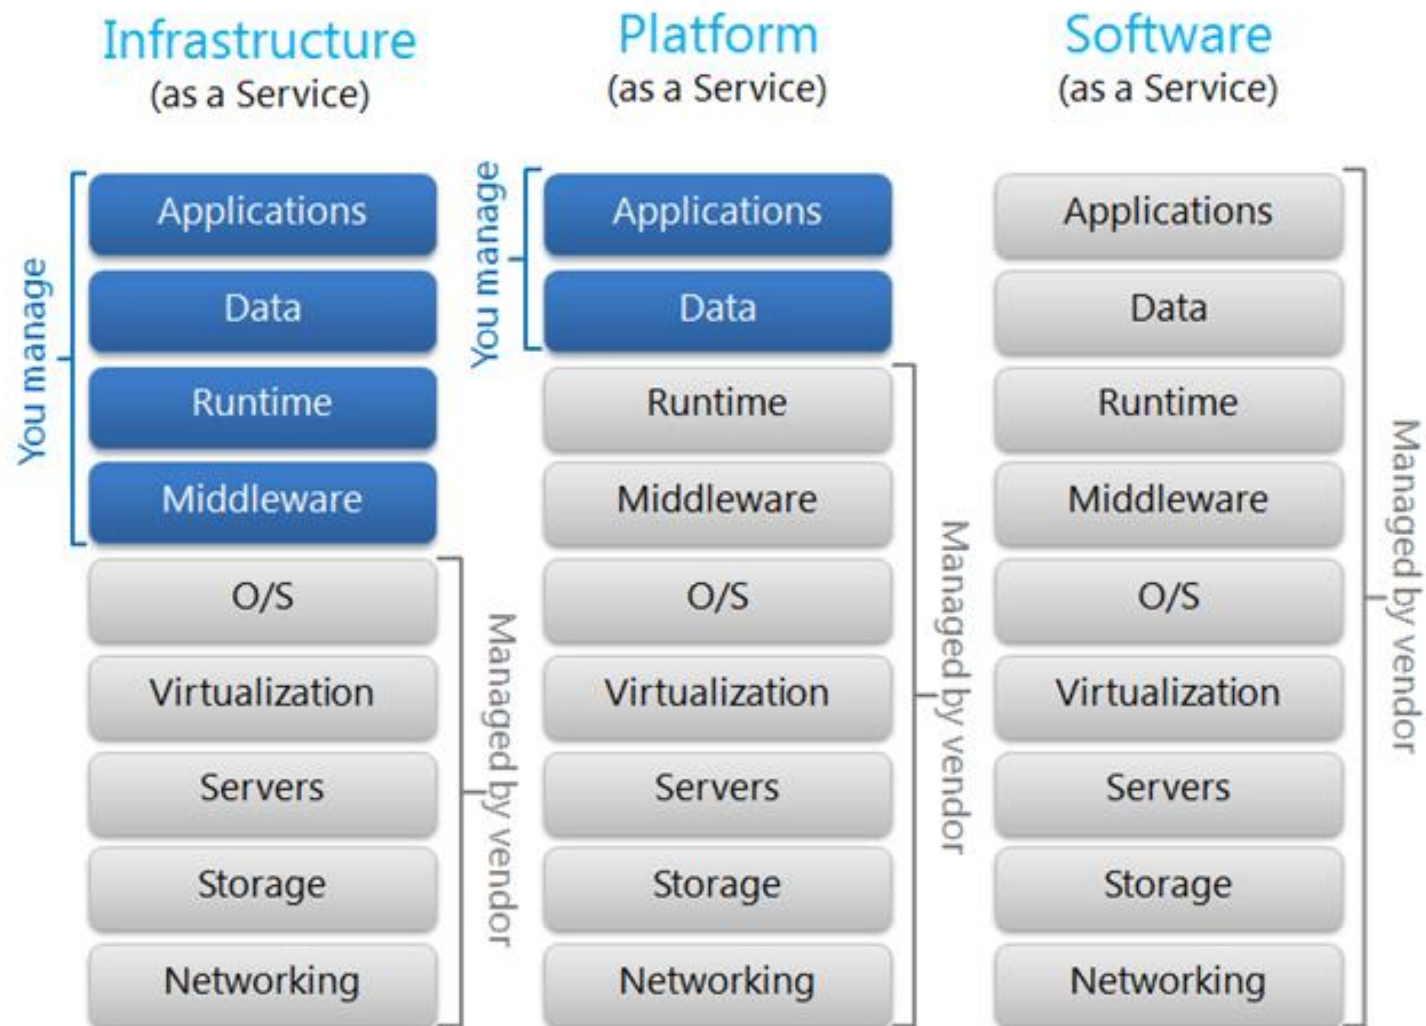 Infrastructure
(as a Service)
You manage
Applications
Data
Runtime
Middleware
O/S
Virtualization
Servers
Storage
Networking
Managed by vendor
Platform
(as a Service)
You manage
Applications
Data
Runtime
Middleware
O/S
Virtualization
Servers
Storage
Networking
Managed by vendor
Software
(as a Service)
Applications
Data
Runtime
Middleware
O/S
Virtualization
Servers
Storage
Networking
Managed by vendor